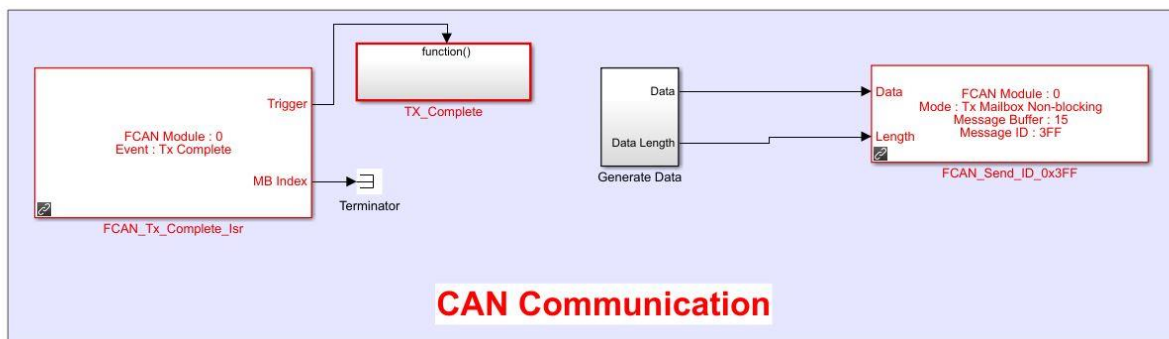 function()
TX_Complete
Trigger
FCAN Module : 0
Event : Tx Complete
MB Index
Terminator
FCAN_Tx_Complete_Isr
Data
Data Length
Generate Data
Data
Length
FCAN Module : 0
Mode : Tx Mailbox Non-blocking
Message Buffer : 15
Message ID : 3FF
FCAN_Send_ID_0x3FF
CAN Communication